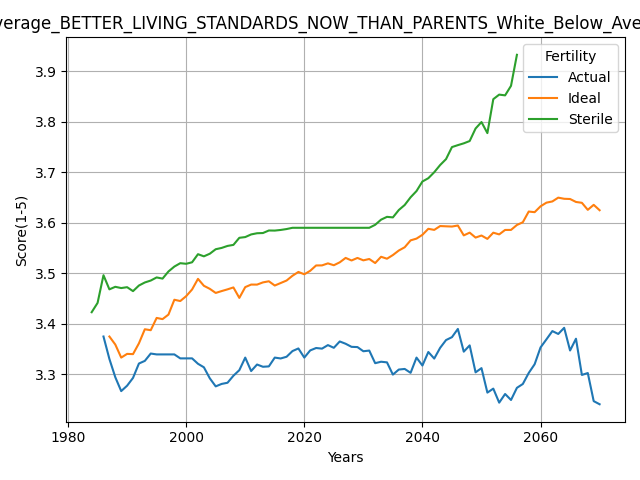 verage_BETTER_LIVING_STANDARDS_NOW_THAN_PARENTS_White_Below_Ave
Fertility
Actual
Ideal
Sterile
Score(1-5)
3.9
3.8
3.7
3.6
3.5
3.4
3.3
1980 2000 2020 2040 2060
Years